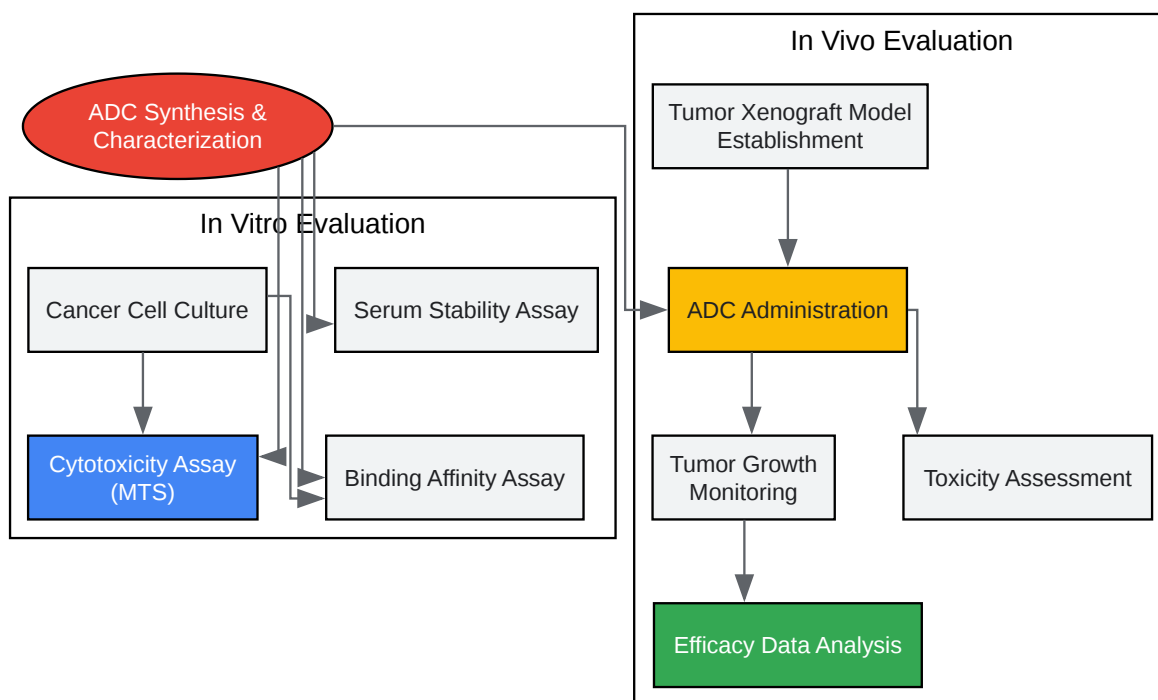 ADC Synthesis &
Characterization
In Vitro Evaluation
Cancer Cell Culture
Serum Stability Assay
Cytotoxicity Assay
(MTS)
Binding Affinity Assay
In Vivo Evaluation
Tumor Xenograft Model
Establishment
ADC Administration
Tumor Growth
Monitoring
Toxicity Assessment
Efficacy Data Analysis